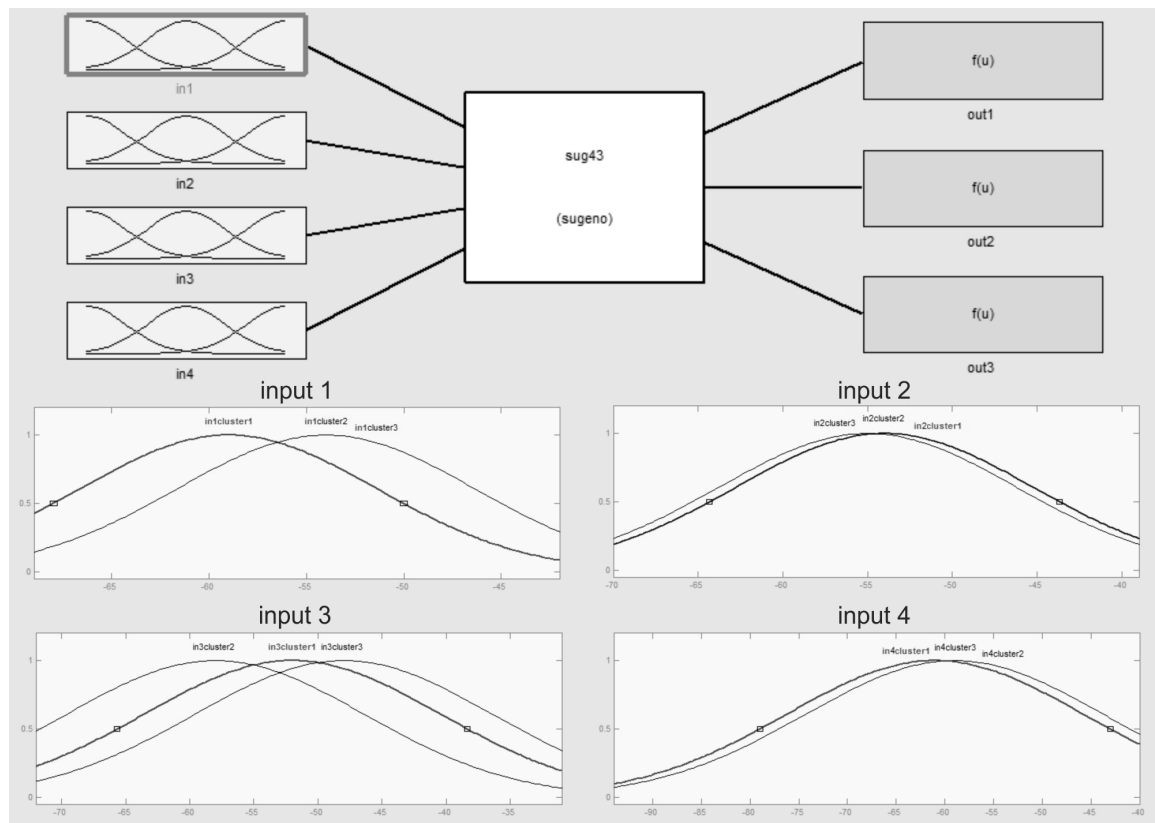 in1
in2
in3
in4
sug43
(sugeno)
f(u)
out1
f(u)
out2
f(u)
out3
input 1
in1cluster1
in1cluster2
in1cluster3
1
0.5
0
-65
-60
-55
-50
-45
input 2
in2cluster3
in2cluster2
in2cluster1
1
0.5
0
-70
-65
-60
-55
-50
-45
-40
input 3
in3cluster2
in3cluster1
in3cluster3
1
0.5
0
-70
-65
-60
-55
-50
-45
-40
-35
input 4
in4cluster1
in4cluster3
in4cluster2
1
0.5
0
-90
-85
-80
-75
-70
-65
-60
-55
-50
-45
-40